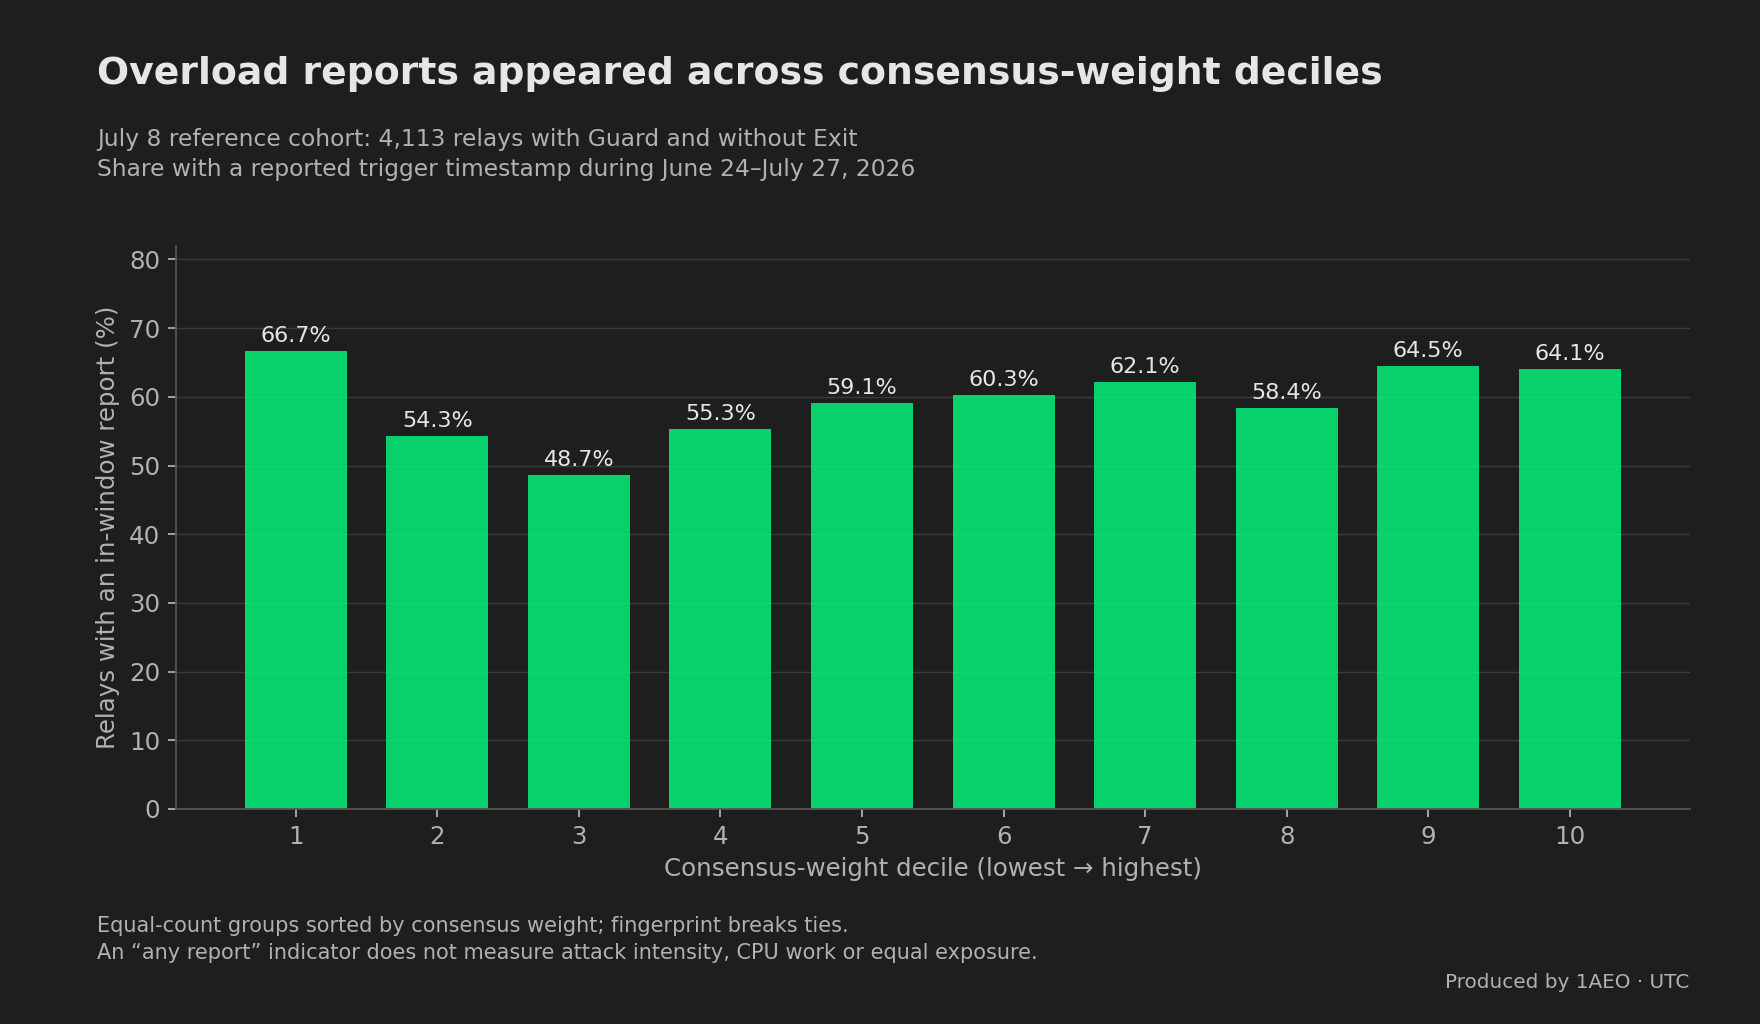 Overload reports appeared across consensus-weight deciles
July 8 reference cohort: 4,113 relays with Guard and without Exit
Share with a reported trigger timestamp during June 24–July 27, 2026
Relays with an in-window report (%)
80
70
60
50
40
30
20
10
0
66.7%
54.3%
48.7%
55.3%
59.1%
60.3%
62.1%
58.4%
64.5%
64.1%
1 2 3 4 5 6 7 8 9 10
Consensus-weight decile (lowest → highest)
Equal-count groups sorted by consensus weight; fingerprint breaks ties.
An “any report” indicator does not measure attack intensity, CPU work or equal exposure.
Produced by 1AEO · UTC